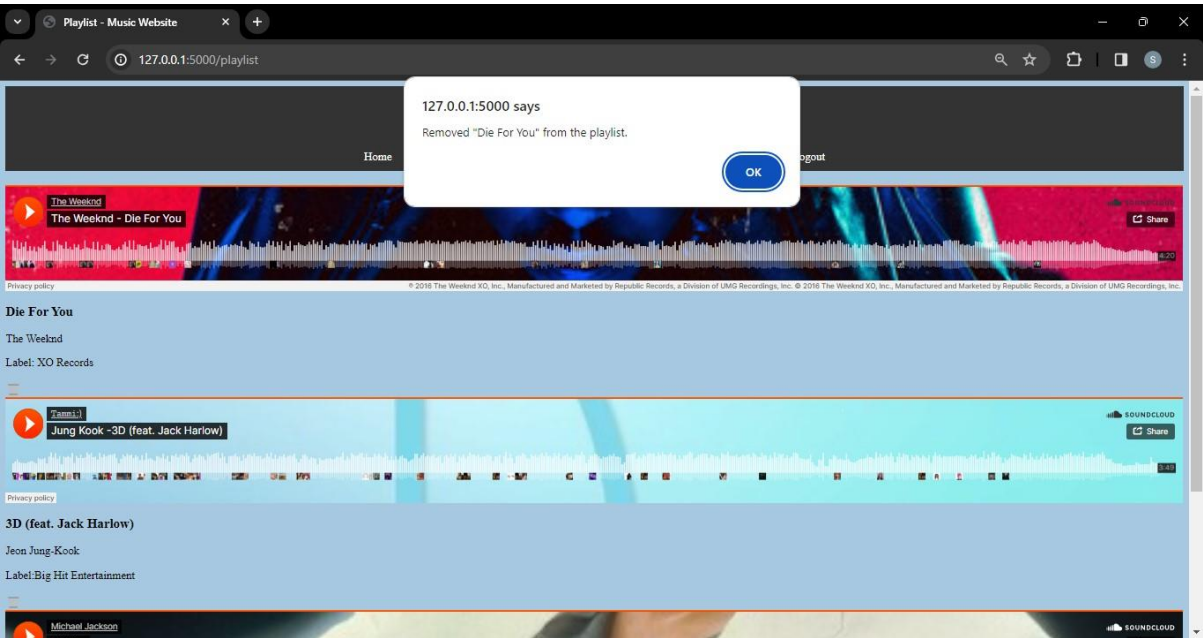 Playlist - Music Website
127.0.0.1:5000/playlist
S
127.0.0.1:5000 says
Removed "Die For You" from the playlist.
OK
Home
ogout
The Weeknd
The Weeknd - Die For You
Share
4:20
Privacy policy
℗ 2016 The Weeknd XO, Inc., Manufactured and Marketed by Republic Records, a Division of UMG Recordings, Inc. © 2016 The Weeknd XO, Inc., Manufactured and Marketed by Republic Records, a Division of UMG Recordings, Inc.
Die For You
The Weeknd
Label: XO Records
Tammi:)
Jung Kook -3D (feat. Jack Harlow)
SOUNDCLOUD
Share
3:49
Privacy policy
3D (feat. Jack Harlow)
Jeon Jung-Kook
Label:Big Hit Entertainment
Michael Jackson
SOUNDCLOUD